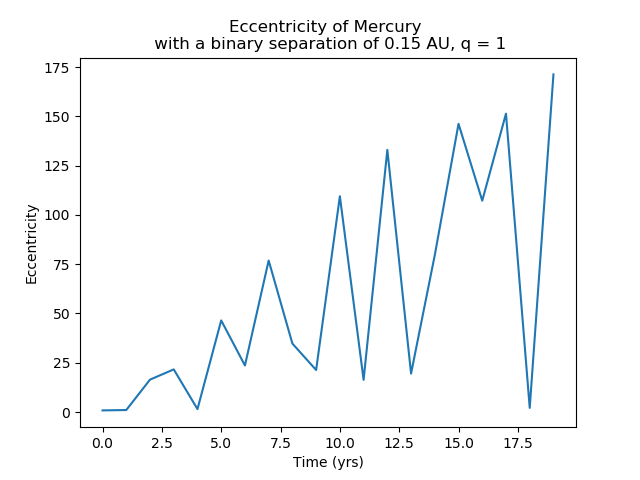 Eccentricity of Mercury
with a binary separation of 0.15 AU, q = 1
175
150
125
100
75
50
25
0
Eccentricity
0.0 2.5 5.0 7.5 10.0 12.5 15.0 17.5
Time (yrs)